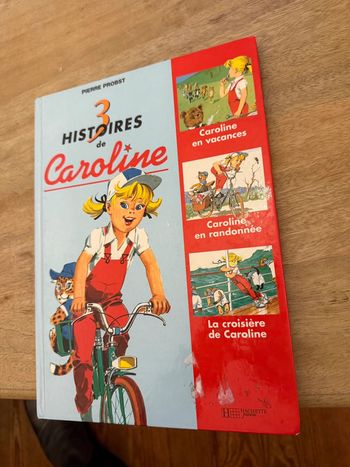 PIERRE PROBST
3
HISTOIRES
de
Caroline
Caroline
en vacances
Caroline
en randonnée
La croisière
de Caroline
H HACHETTE